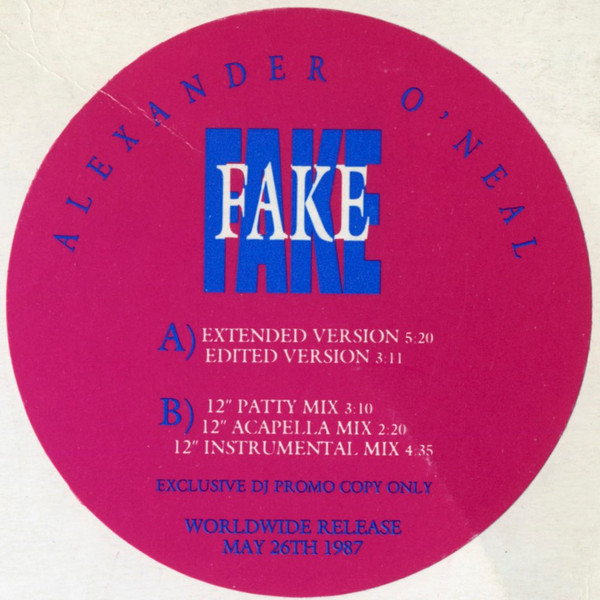 ALEXANDER O'NEAL
FAKE
FAKE
A) EXTENDED VERSION 5:20
EDITED VERSION 3:11
B) 12" PATTY MIX 3:10
12" ACAPELLA MIX 2:20
12" INSTRUMENTAL MIX 4:35
EXCLUSIVE DJ PROMO COPY ONLY
WORLDWIDE RELEASE
MAY 26TH 1987